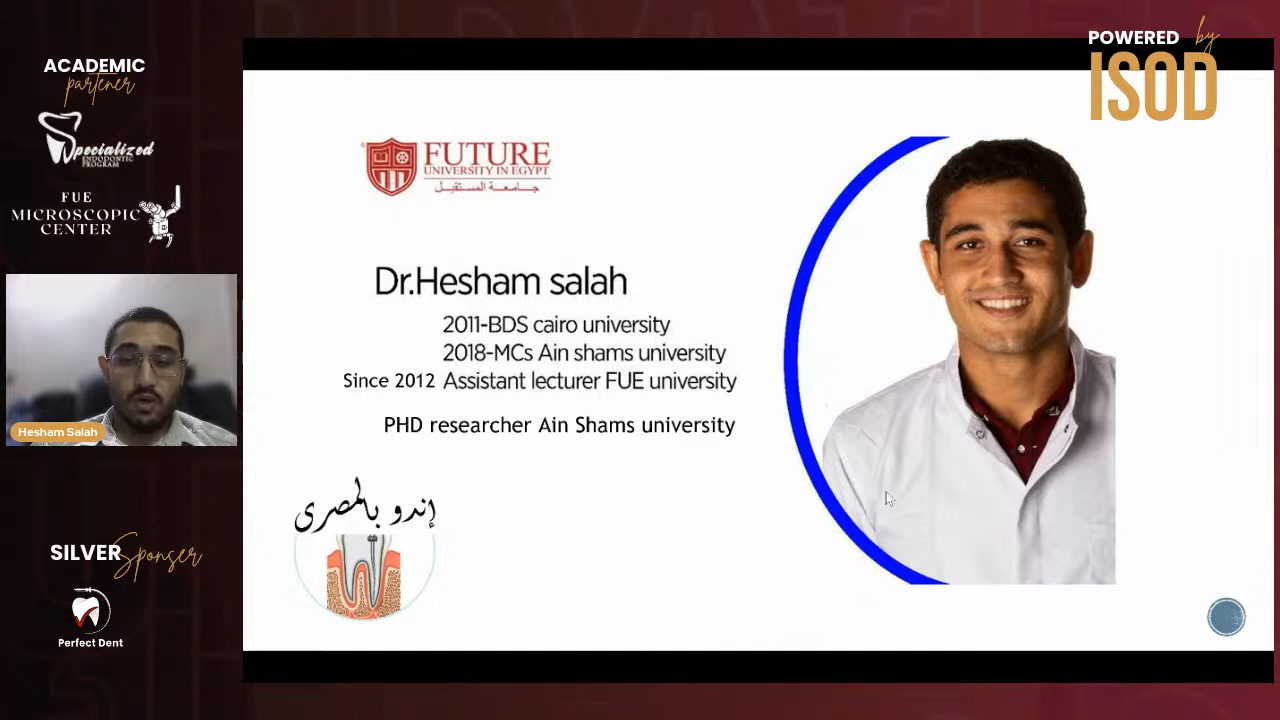 ACADEMIC
partener
Specialized
ENDODONTIC
PROGRAM
FUE
MICROSCOPIC
CENTER
Hesham Salah
SILVER Sponser
Perfect Dent
POWERED by
ISOD
FUTURE
UNIVERSITY IN EGYPT
جامعة المستقبل
Dr.Hesham salah
2011-BDS cairo university
2018-MCs Ain shams university
Since 2012 Assistant lecturer FUE university
PHD researcher Ain Shams university
إندو بالمصرى